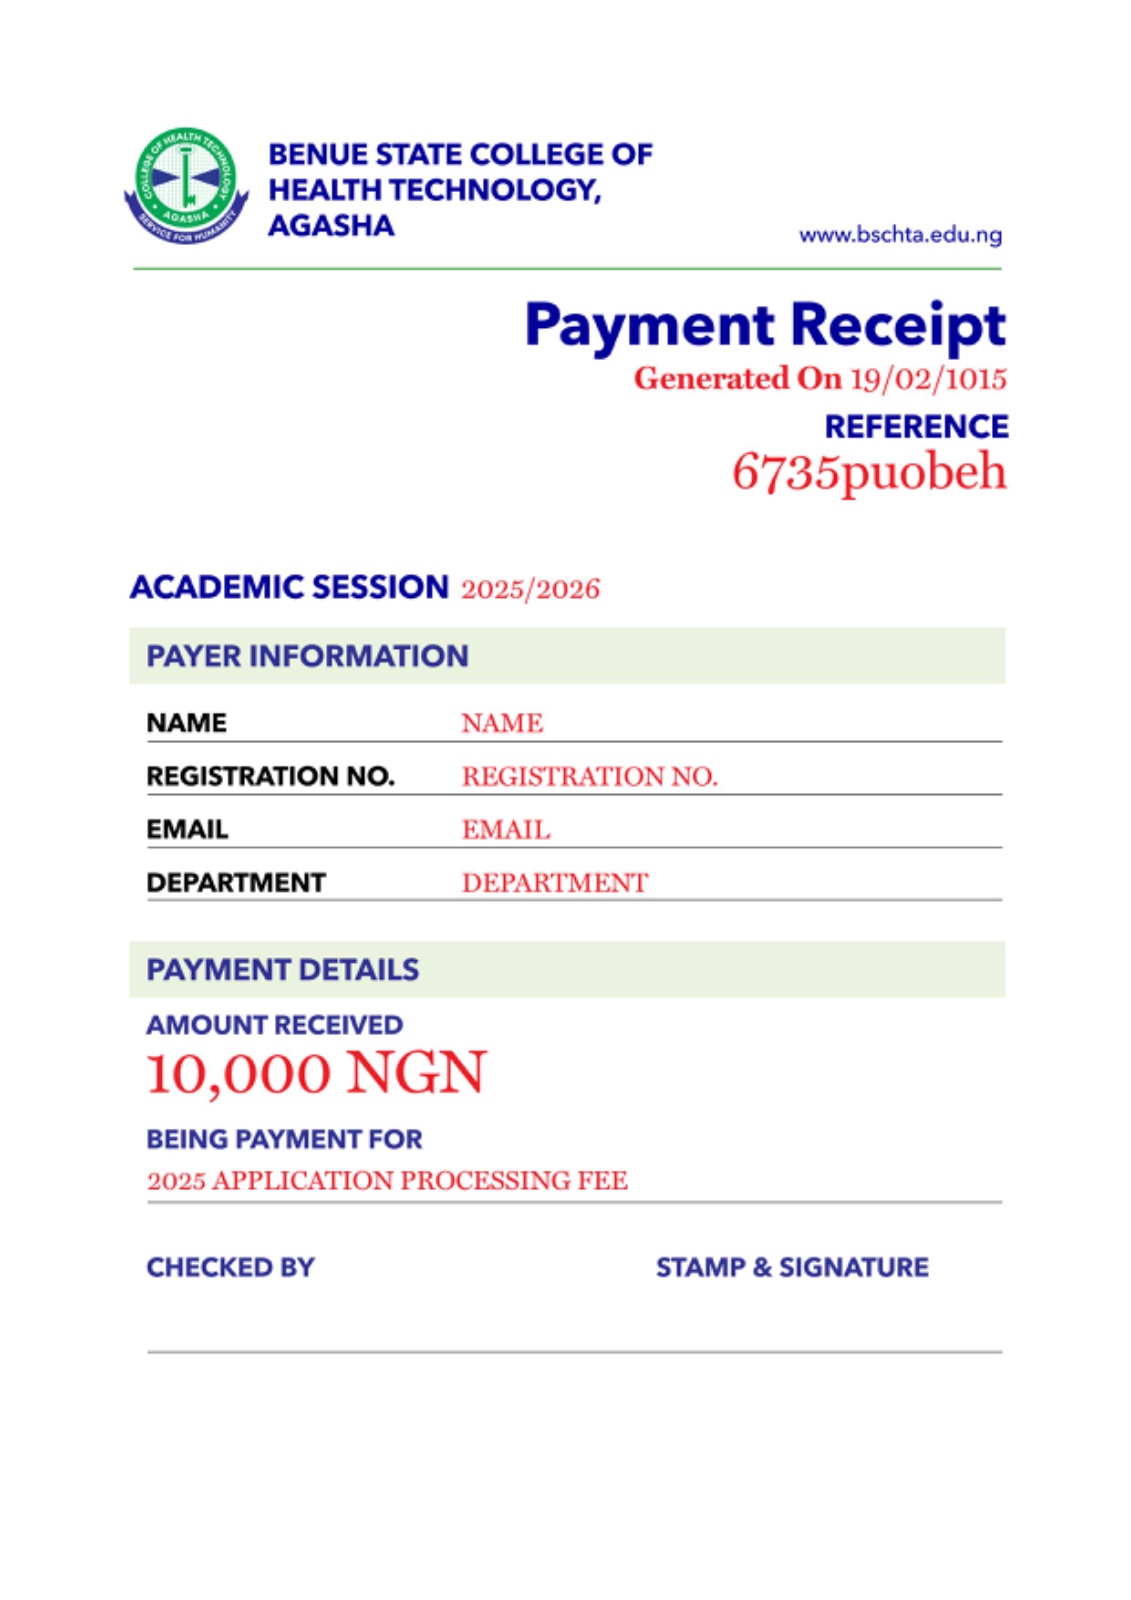 COLLEGE OF HEALTH TECHNOLOGY
AGASHA
SERVICE FOR HUMANITY
BENUE STATE COLLEGE OF
HEALTH TECHNOLOGY,
AGASHA
www.bschta.edu.ng
Payment Receipt
Generated On 19/02/1015
REFERENCE
6735puobeh
ACADEMIC SESSION 2025/2026
PAYER INFORMATION
NAME NAME
REGISTRATION NO. REGISTRATION NO.
EMAIL EMAIL
DEPARTMENT DEPARTMENT
PAYMENT DETAILS
AMOUNT RECEIVED
10,000 NGN
BEING PAYMENT FOR
2025 APPLICATION PROCESSING FEE
CHECKED BY STAMP & SIGNATURE